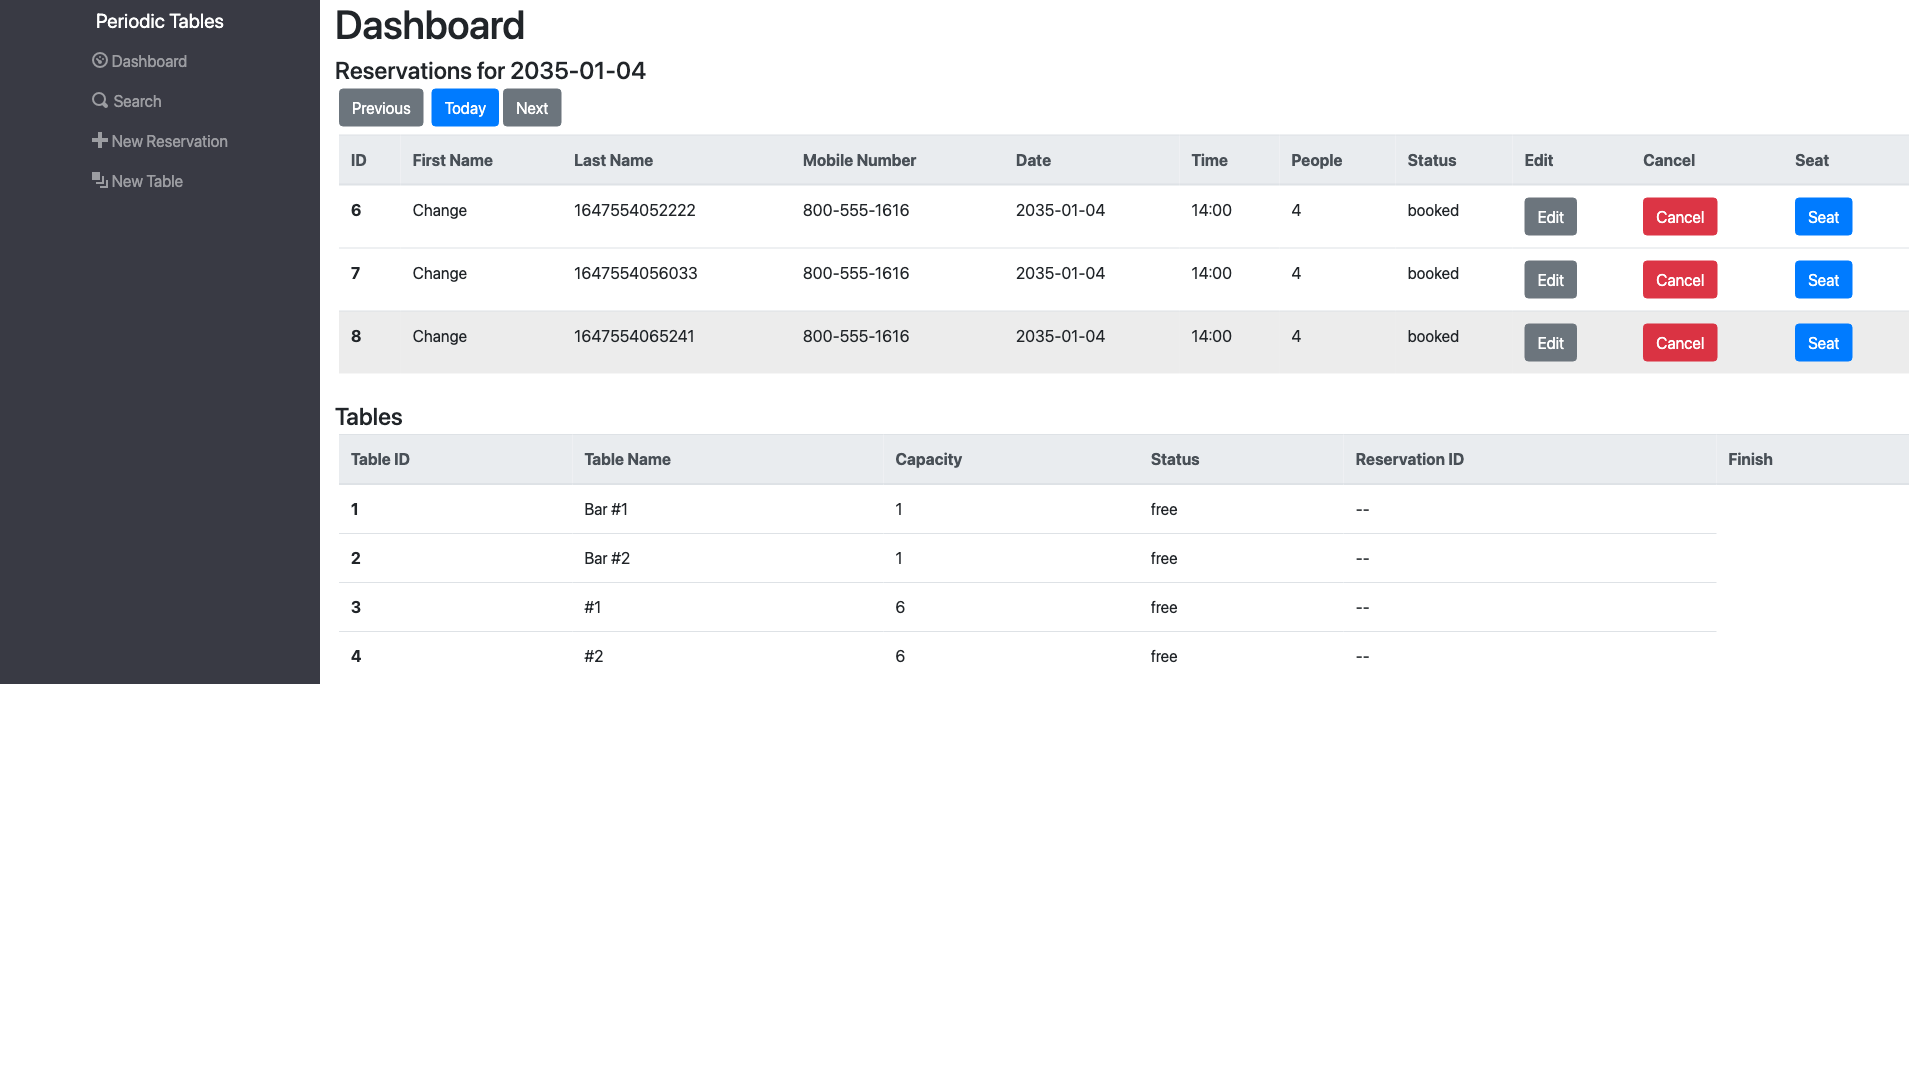 Periodic Tables
Dashboard
Search
New Reservation
New Table
Dashboard
Reservations for 2035-01-04
Previous Today Next
ID First Name Last Name Mobile Number Date Time People Status Edit Cancel Seat
6 Change 1647554052222 800-555-1616 2035-01-04 14:00 4 booked Edit Cancel Seat
7 Change 1647554056033 800-555-1616 2035-01-04 14:00 4 booked Edit Cancel Seat
8 Change 1647554065241 800-555-1616 2035-01-04 14:00 4 booked Edit Cancel Seat
Tables
Table ID Table Name Capacity Status Reservation ID Finish
1 Bar #1 1 free --
2 Bar #2 1 free --
3 #1 6 free --
4 #2 6 free --